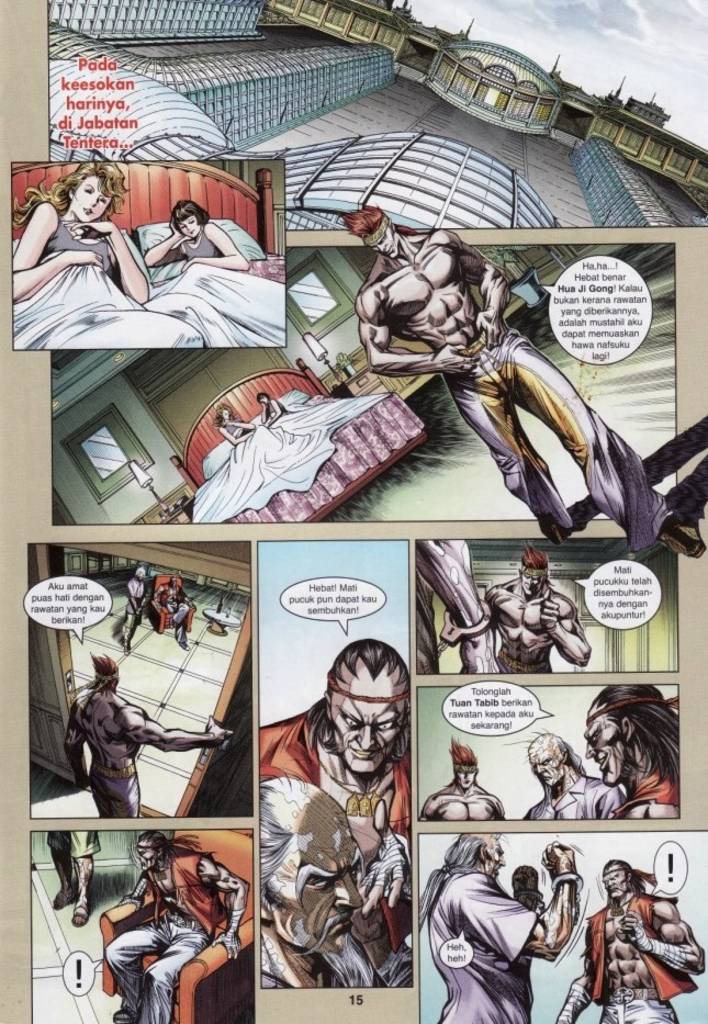 Pada
keesokan
harinya,
di Jabatan
Tentera...
Ha,ha...!
Hebat benar
Hua Ji Gong! Kalau
bukan kerana rawatan
yang diberikannya,
adalah mustahil aku
dapat memuaskan
hawa nafsuku
lagi!
Aku amat
puas hati dengan
rawatan yang kau
berikan!
Hebat! Mati
pucuk pun dapat kau
sembuhkan!
Mati
pucukku telah
disembuhkan-
nya dengan
akupuntur!
Tolonglah
Tuan Tabib berikan
rawatan kepada aku
sekarang!
!
Heh,
heh!
!
15